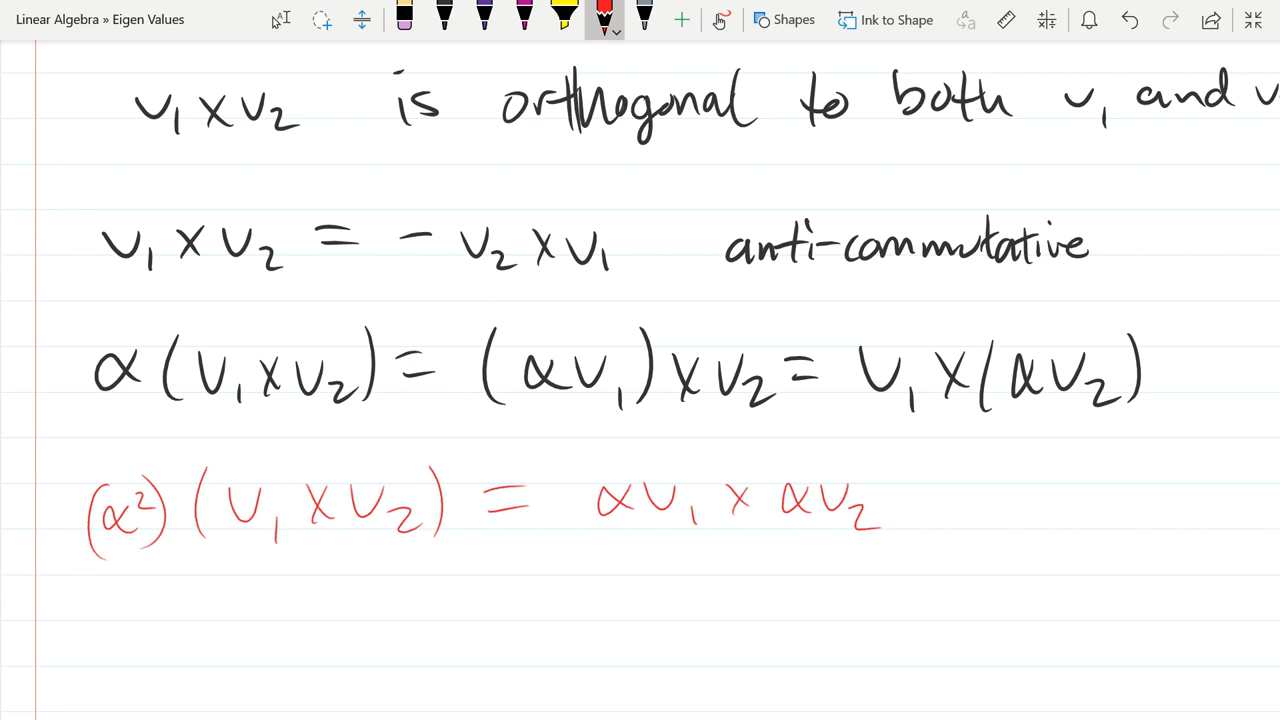 Linear Algebra » Eigen Values
Shapes
Ink to Shape
v₁ × v₂ is orthogonal to both v₁ and v
v₁ × v₂ = - v₂ × v₁ anti-commutative
α(v₁ × v₂) = (αv₁) × v₂ = v₁ × (αv₂)
(α²)(v₁ × v₂) = αv₁ × αv₂